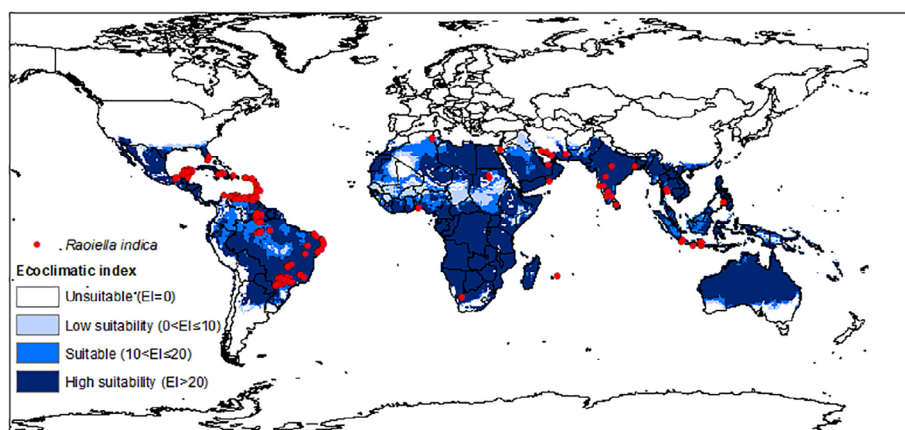 . Raoiella indica
Ecoclimatic index
Unsuitable*(EI=0)
Low suitability (0<EI≤10)
Suitable (10<EI≤20)
High suitability (EI>20)